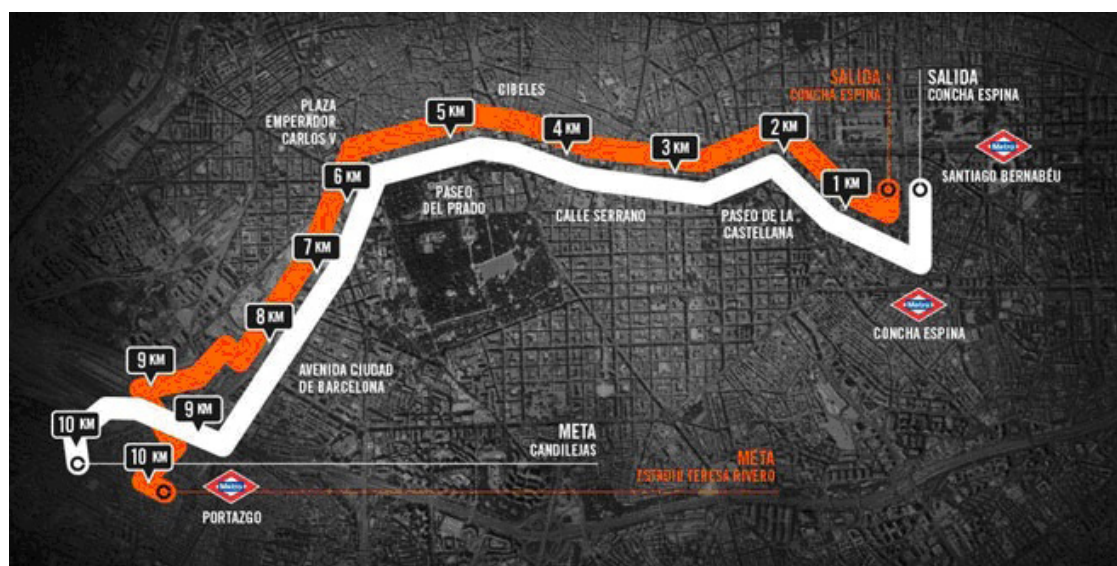 SALIDA
CONCHA ESPINA
SALIDA
CONCHA ESPINA
CIBELES
PLAZA
EMPERADOR
CARLOS V
5 KM
4 KM
3 KM
2 KM
1 KM
Metro
SANTIAGO BERNABÉU
6 KM
PASEO
DEL PRADO
CALLE SERRANO
PASEO DE LA
CASTELLANA
7 KM
8 KM
Metro
CONCHA ESPINA
9 KM
AVENIDA CIUDAD
DE BARCELONA
9 KM
10 KM
META
CANDILEJAS
10 KM
META
ESTADIO TERESA RIVERO
Metro
PORTAZGO